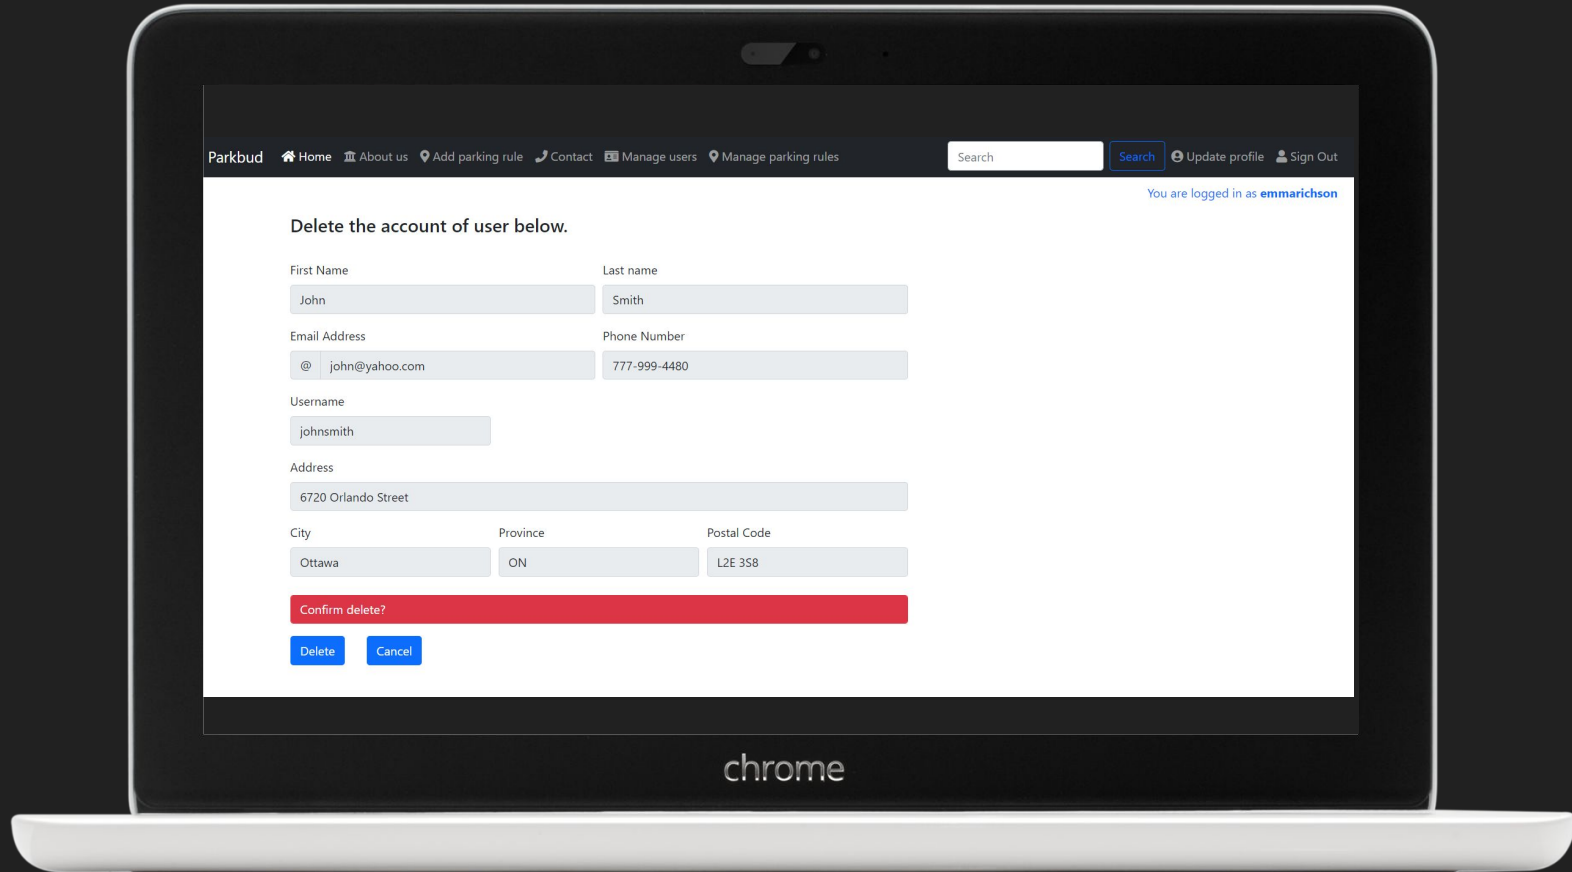 Parkbud Home About us Add parking rule Contact Manage users Manage parking rules Search Search Update profile Sign Out
You are logged in as emmarichson
Delete the account of user below.
First Name Last name
John Smith
Email Address Phone Number
@ john@yahoo.com 777-999-4480
Username
johnsmith
Address
6720 Orlando Street
City Province Postal Code
Ottawa ON L2E 3S8
Confirm delete?
Delete Cancel
chrome